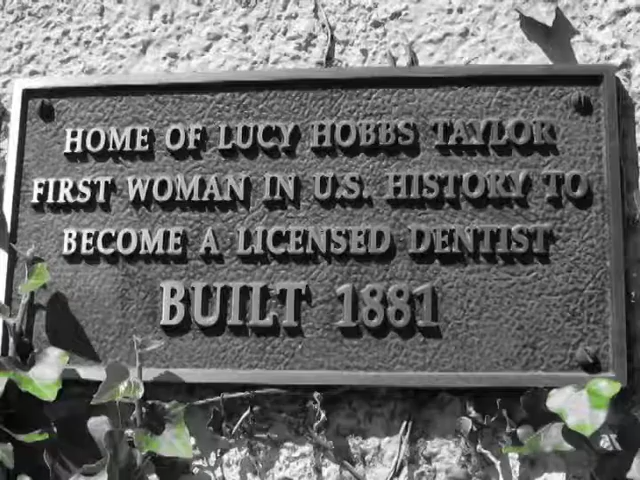 HOME OF LUCY HOBBS TAYLOR
FIRST WOMAN IN U.S. HISTORY TO
BECOME A LICENSED DENTIST
BUILT 1881